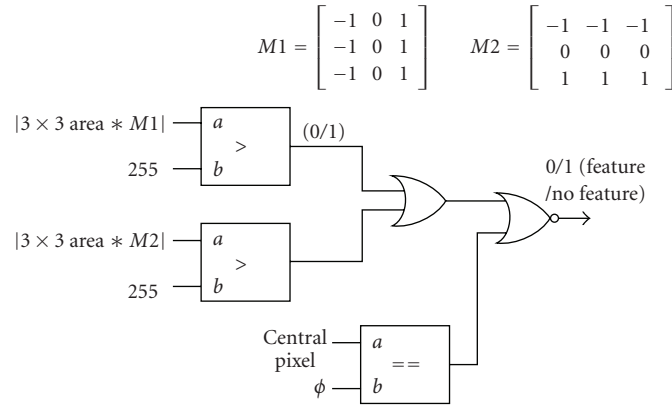 M1 = [ −1 0 1 M2 = [ −1 −1 −1
−1 0 1 0 0 0
−1 0 1 ] 1 1 1 ]
|3 × 3 area ∗ M1| a
> (0/1)
255 b
0/1 (feature
/no feature)
|3 × 3 area ∗ M2| a
>
255 b
Central
pixel a
==
ϕ b